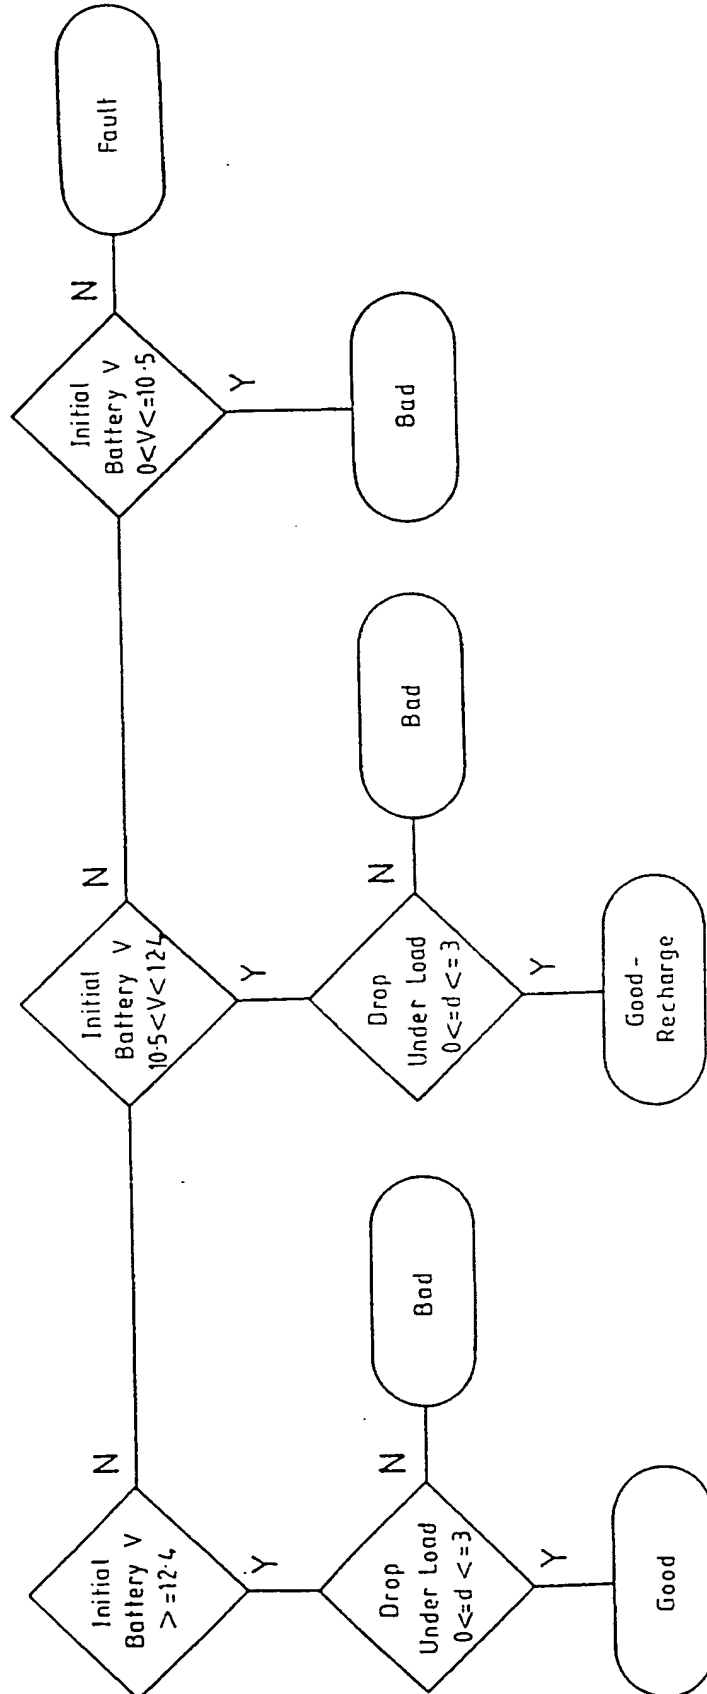 Initial
Battery V
>=12·4
N
Y
Drop
Under Load
0<=d <=3
N
Y
Bad
Good
Initial
Battery V
10·5<V<12·4
N
Y
Drop
Under Load
0<=d <=3
N
Y
Bad
Good -
Recharge
Initial
Battery V
0<V<=10·5
N
Y
Bad
Fault